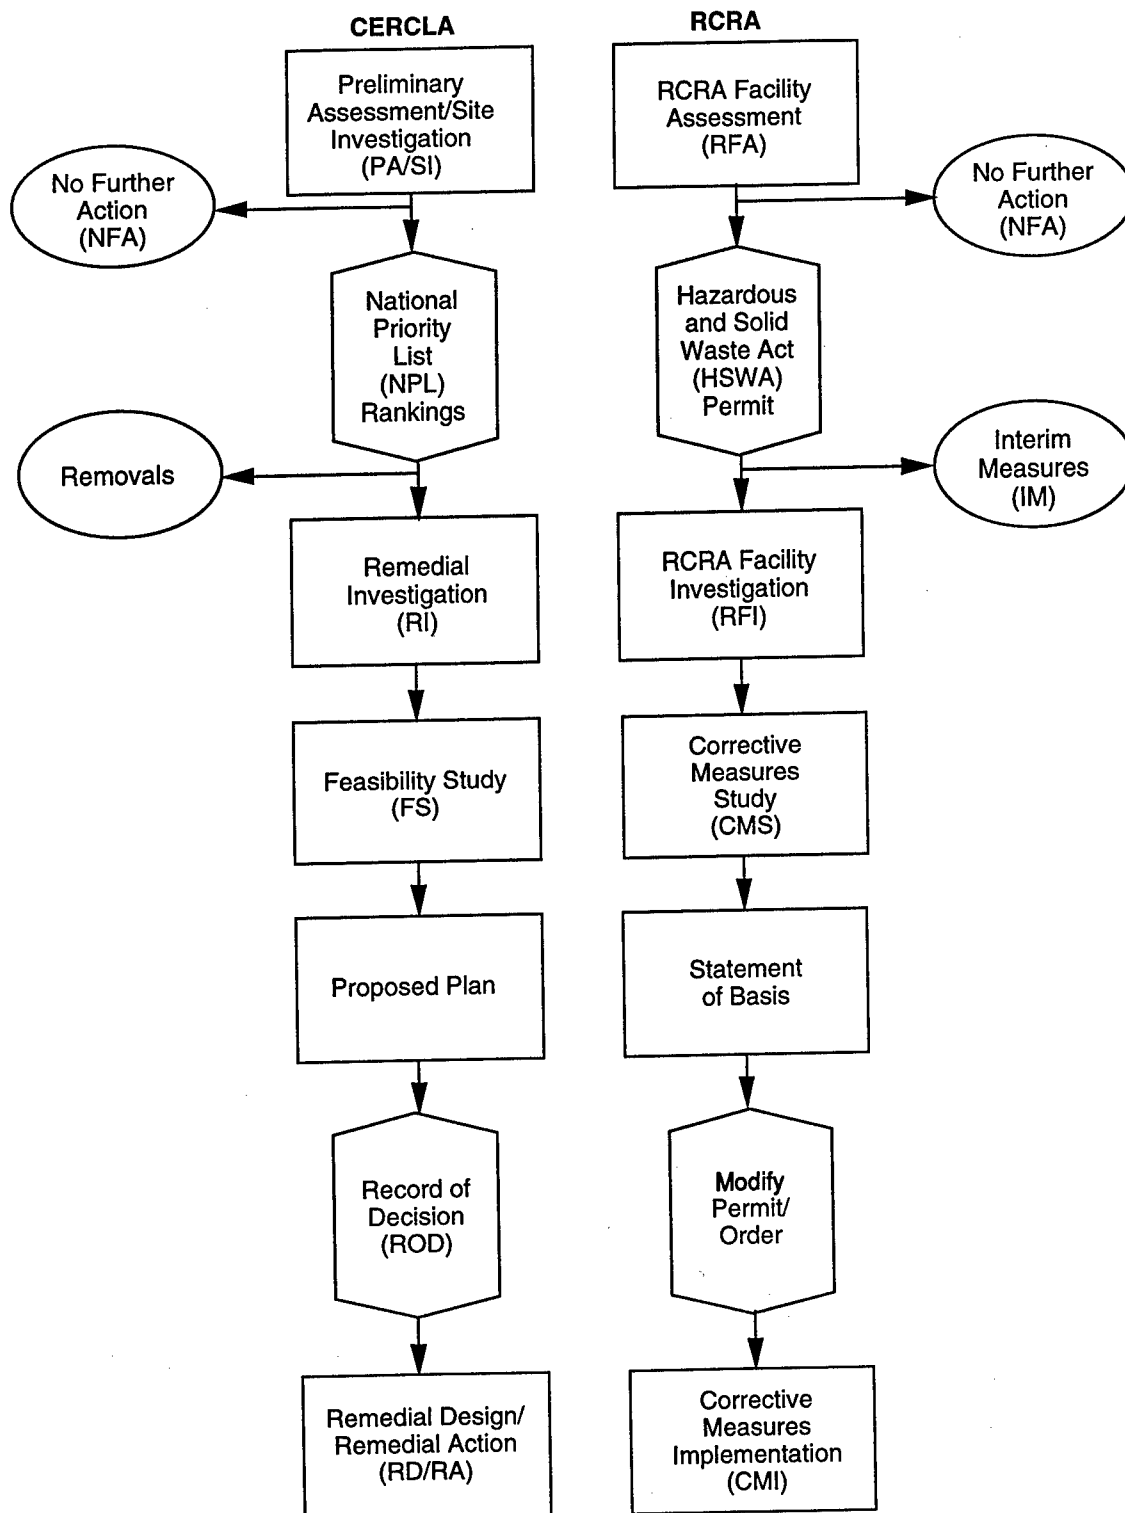 CERCLA
Preliminary
Assessment/Site
Investigation
(PA/SI)
No Further
Action
(NFA)
National
Priority
List
(NPL)
Rankings
Removals
Remedial
Investigation
(RI)
Feasibility Study
(FS)
Proposed Plan
Record of
Decision
(ROD)
Remedial Design/
Remedial Action
(RD/RA)
RCRA
RCRA Facility
Assessment
(RFA)
No Further
Action
(NFA)
Hazardous
and Solid
Waste Act
(HSWA)
Permit
Interim
Measures
(IM)
RCRA Facility
Investigation
(RFI)
Corrective
Measures
Study
(CMS)
Statement
of Basis
Modify
Permit/
Order
Corrective
Measures
Implementation
(CMI)